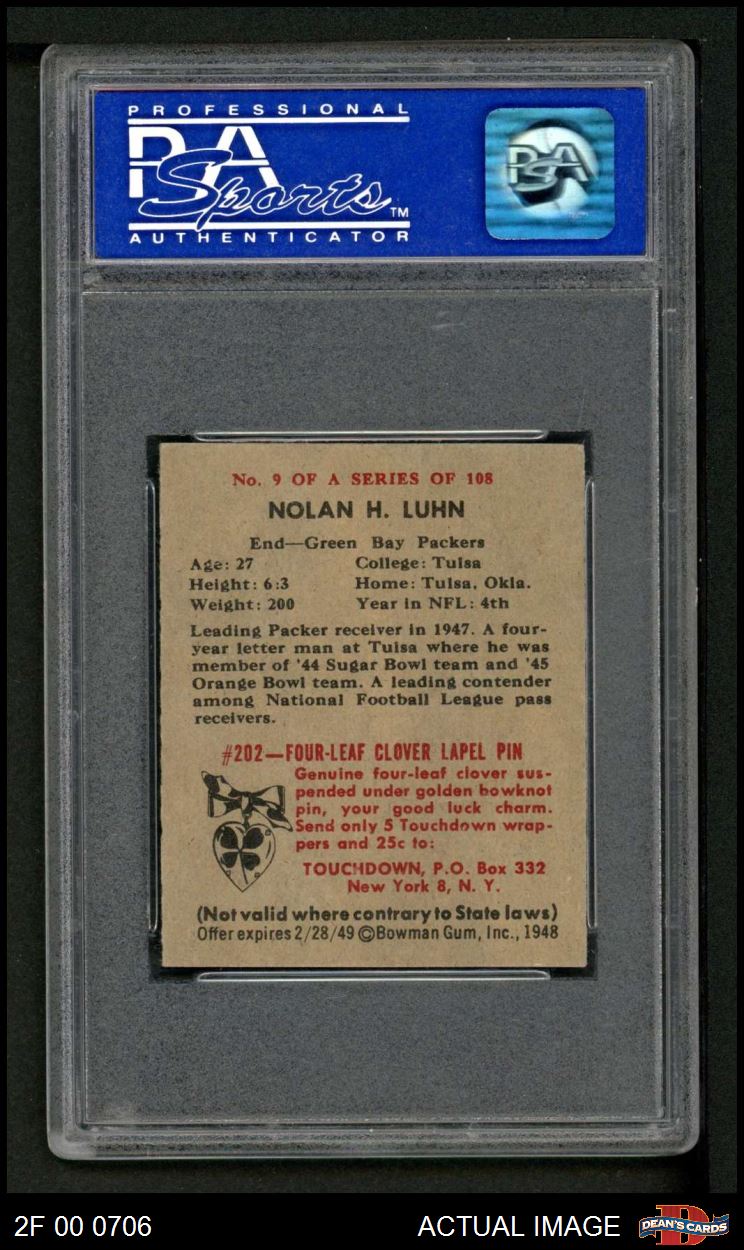 PROFESSIONAL
PSA
Sports™
AUTHENTICATOR
PSA
No. 9 OF A SERIES OF 108
NOLAN H. LUHN
End—Green Bay Packers
Age: 27 College: Tulsa
Height: 6:3 Home: Tulsa, Okla.
Weight: 200 Year in NFL: 4th
Leading Packer receiver in 1947. A four-
year letter man at Tulsa where he was
member of '44 Sugar Bowl team and '45
Orange Bowl team. A leading contender
among National Football League pass
receivers.
#202—FOUR-LEAF CLOVER LAPEL PIN
Genuine four-leaf clover sus-
pended under golden bowknot
pin, your good luck charm.
Send only 5 Touchdown wrap-
pers and 25c to:
TOUCHDOWN, P.O. Box 332
New York 8, N. Y.
(Not valid where contrary to State laws)
Offer expires 2/28/49 ©Bowman Gum, Inc., 1948
2F 00 0706
ACTUAL IMAGE
DEAN'S CARDS